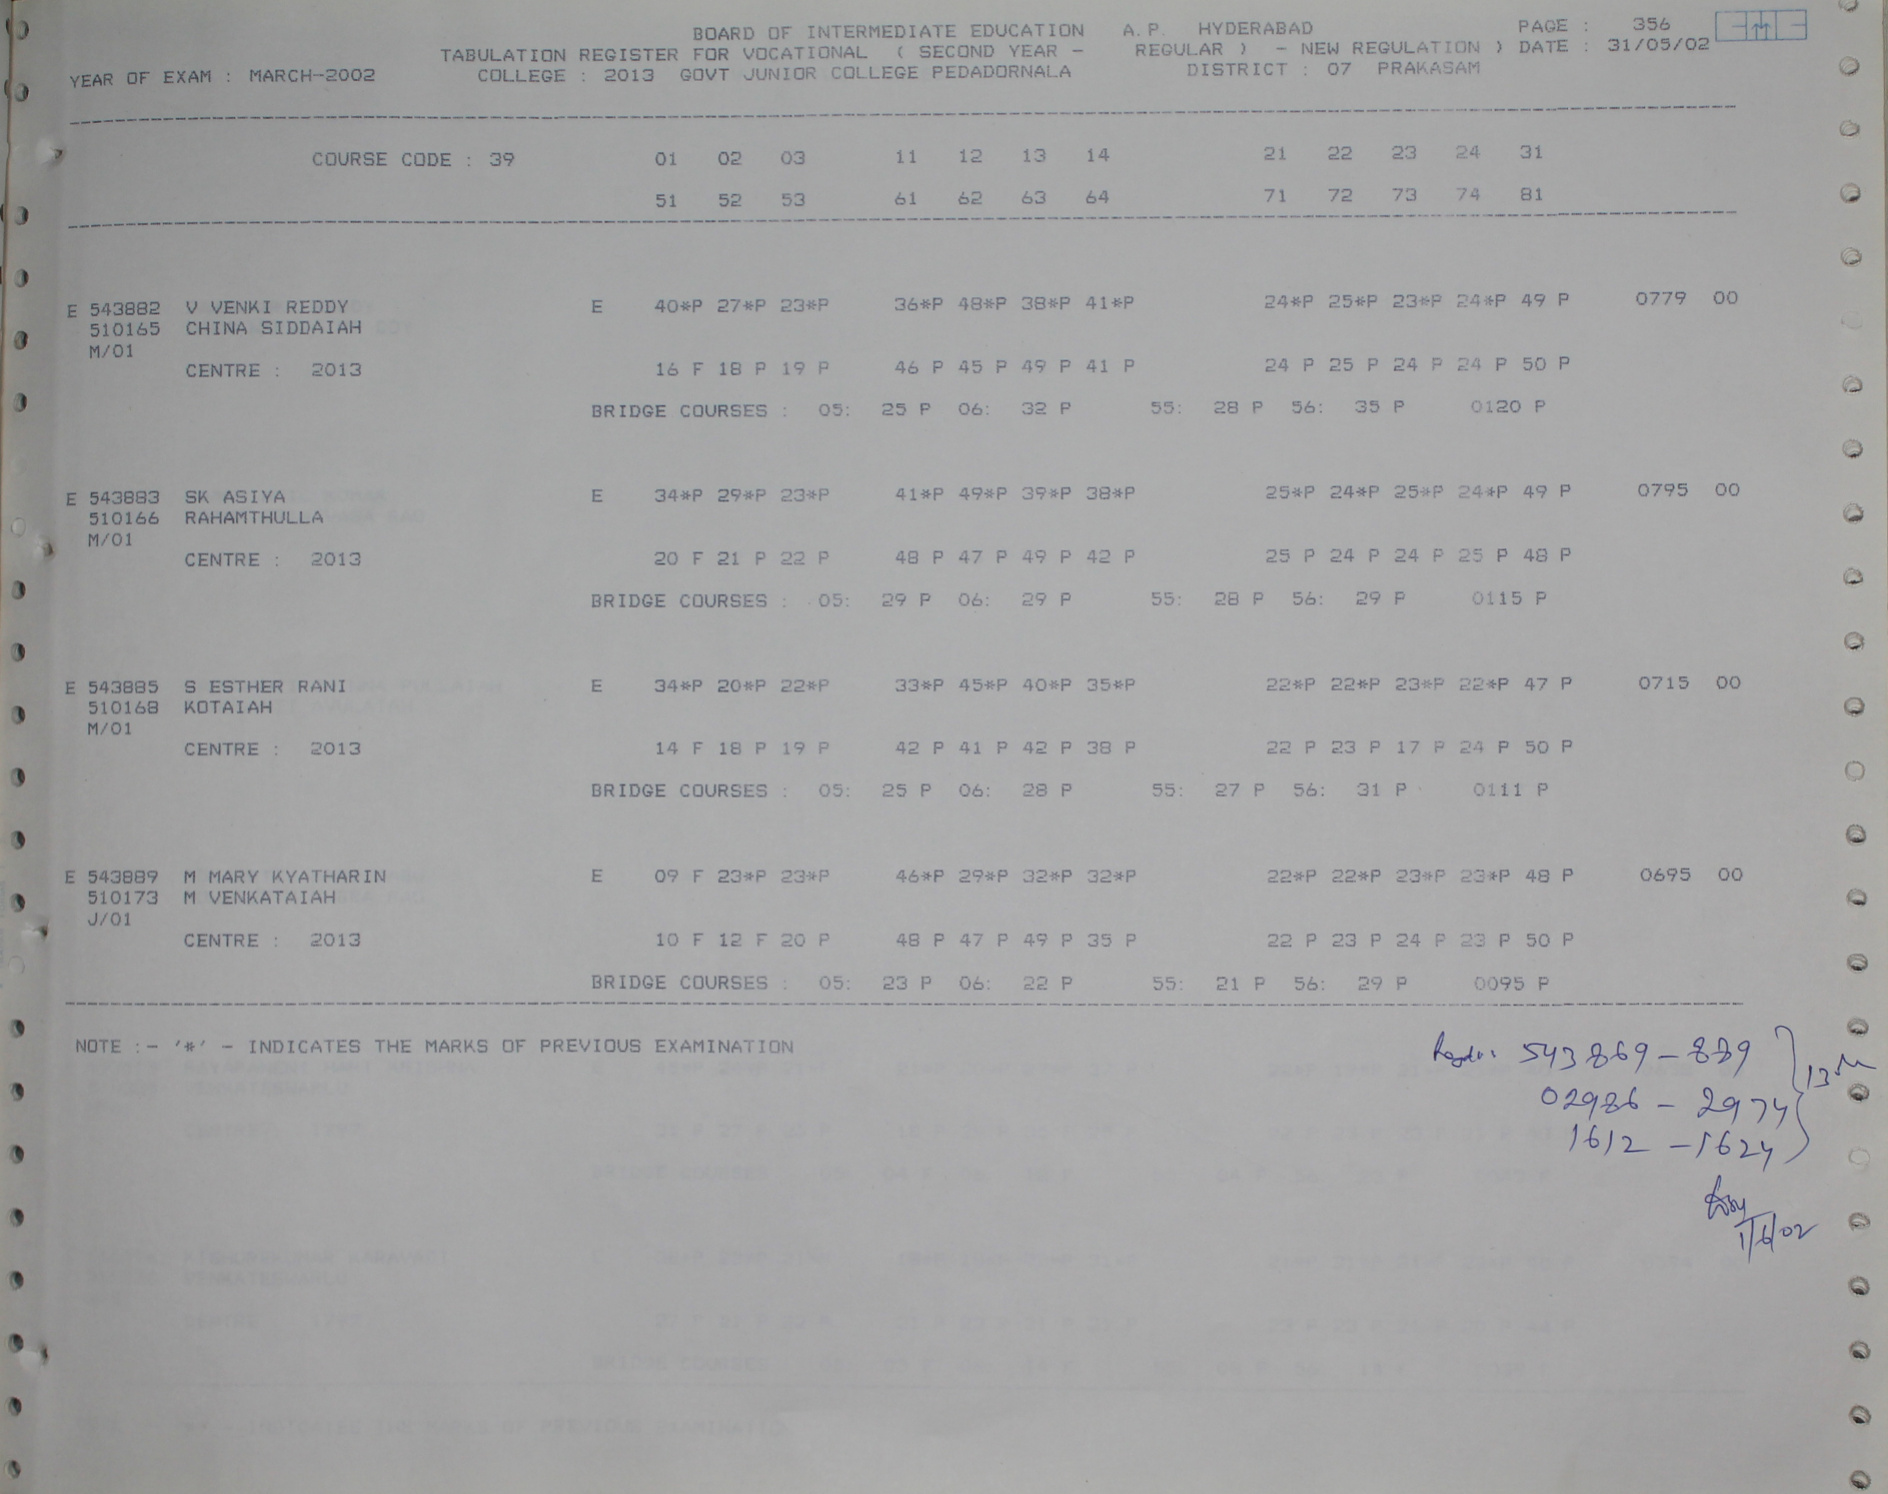 BOARD OF INTERMEDIATE EDUCATION A.P. HYDERABAD PAGE : 356
TABULATION REGISTER FOR VOCATIONAL ( SECOND YEAR - REGULAR ) - NEW REGULATION ) DATE : 31/05/02
YEAR OF EXAM : MARCH-2002 COLLEGE : 2013 GOVT JUNIOR COLLEGE PEDADORNALA DISTRICT : 07 PRAKASAM
COURSE CODE : 39 01 02 03 11 12 13 14 21 22 23 24 31
51 52 53 61 62 63 64 71 72 73 74 81
E 543882 V VENKI REDDY E 40*P 27*P 23*P 36*P 48*P 38*P 41*P 24*P 25*P 23*P 24*P 49 P 0779 00
510165 CHINA SIDDAIAH
M/01
CENTRE : 2013 16 F 18 P 19 P 46 P 45 P 49 P 41 P 24 P 25 P 24 P 24 P 50 P
BRIDGE COURSES : 05: 25 P 06: 32 P 55: 28 P 56: 35 P 0120 P
E 543883 SK ASIYA E 34*P 29*P 23*P 41*P 49*P 39*P 38*P 25*P 24*P 25*P 24*P 49 P 0795 00
510166 RAHAMTHULLA
M/01
CENTRE : 2013 20 F 21 P 22 P 48 P 47 P 49 P 42 P 25 P 24 P 24 P 25 P 48 P
BRIDGE COURSES : 05: 29 P 06: 29 P 55: 28 P 56: 29 P 0115 P
E 543885 S ESTHER RANI E 34*P 20*P 22*P 33*P 45*P 40*P 35*P 22*P 22*P 23*P 22*P 47 P 0715 00
510168 KOTAIAH
M/01
CENTRE : 2013 14 F 18 P 19 P 42 P 41 P 42 P 38 P 22 P 23 P 17 P 24 P 50 P
BRIDGE COURSES : 05: 25 P 06: 28 P 55: 27 P 56: 31 P 0111 P
E 543889 M MARY KYATHARIN E 09 F 23*P 23*P 46*P 29*P 32*P 32*P 22*P 22*P 23*P 23*P 48 P 0695 00
510173 M VENKATAIAH
J/01
CENTRE : 2013 10 F 12 F 20 P 48 P 47 P 49 P 35 P 22 P 23 P 24 P 23 P 50 P
BRIDGE COURSES : 05: 23 P 06: 22 P 55: 21 P 56: 29 P 0095 P
NOTE :- '*' - INDICATES THE MARKS OF PREVIOUS EXAMINATION
543869-889
02986 - 2974
1612 -1624
1/6/02